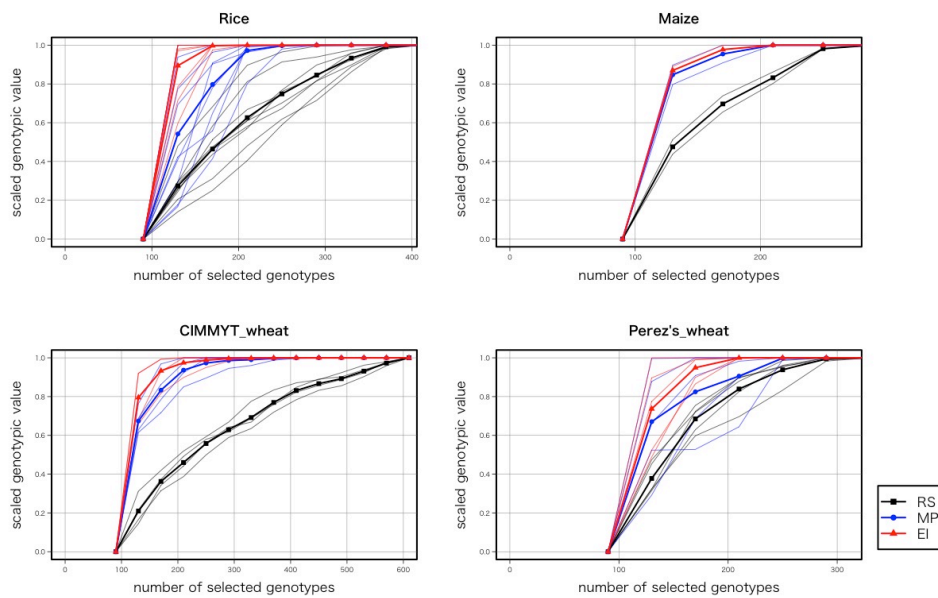 Rice
1.0
0.8
0.6
0.4
0.2
0.0
scaled genotypic value
0 100 200 300 400
number of selected genotypes
Maize
1.0
0.8
0.6
0.4
0.2
0.0
scaled genotypic value
0 100 200
number of selected genotypes
CIMMYT_wheat
1.0
0.8
0.6
0.4
0.2
0.0
scaled genotypic value
0 100 200 300 400 500 600
number of selected genotypes
Perez's_wheat
1.0
0.8
0.6
0.4
0.2
0.0
scaled genotypic value
0 100 200 300
number of selected genotypes
RS
MP
EI